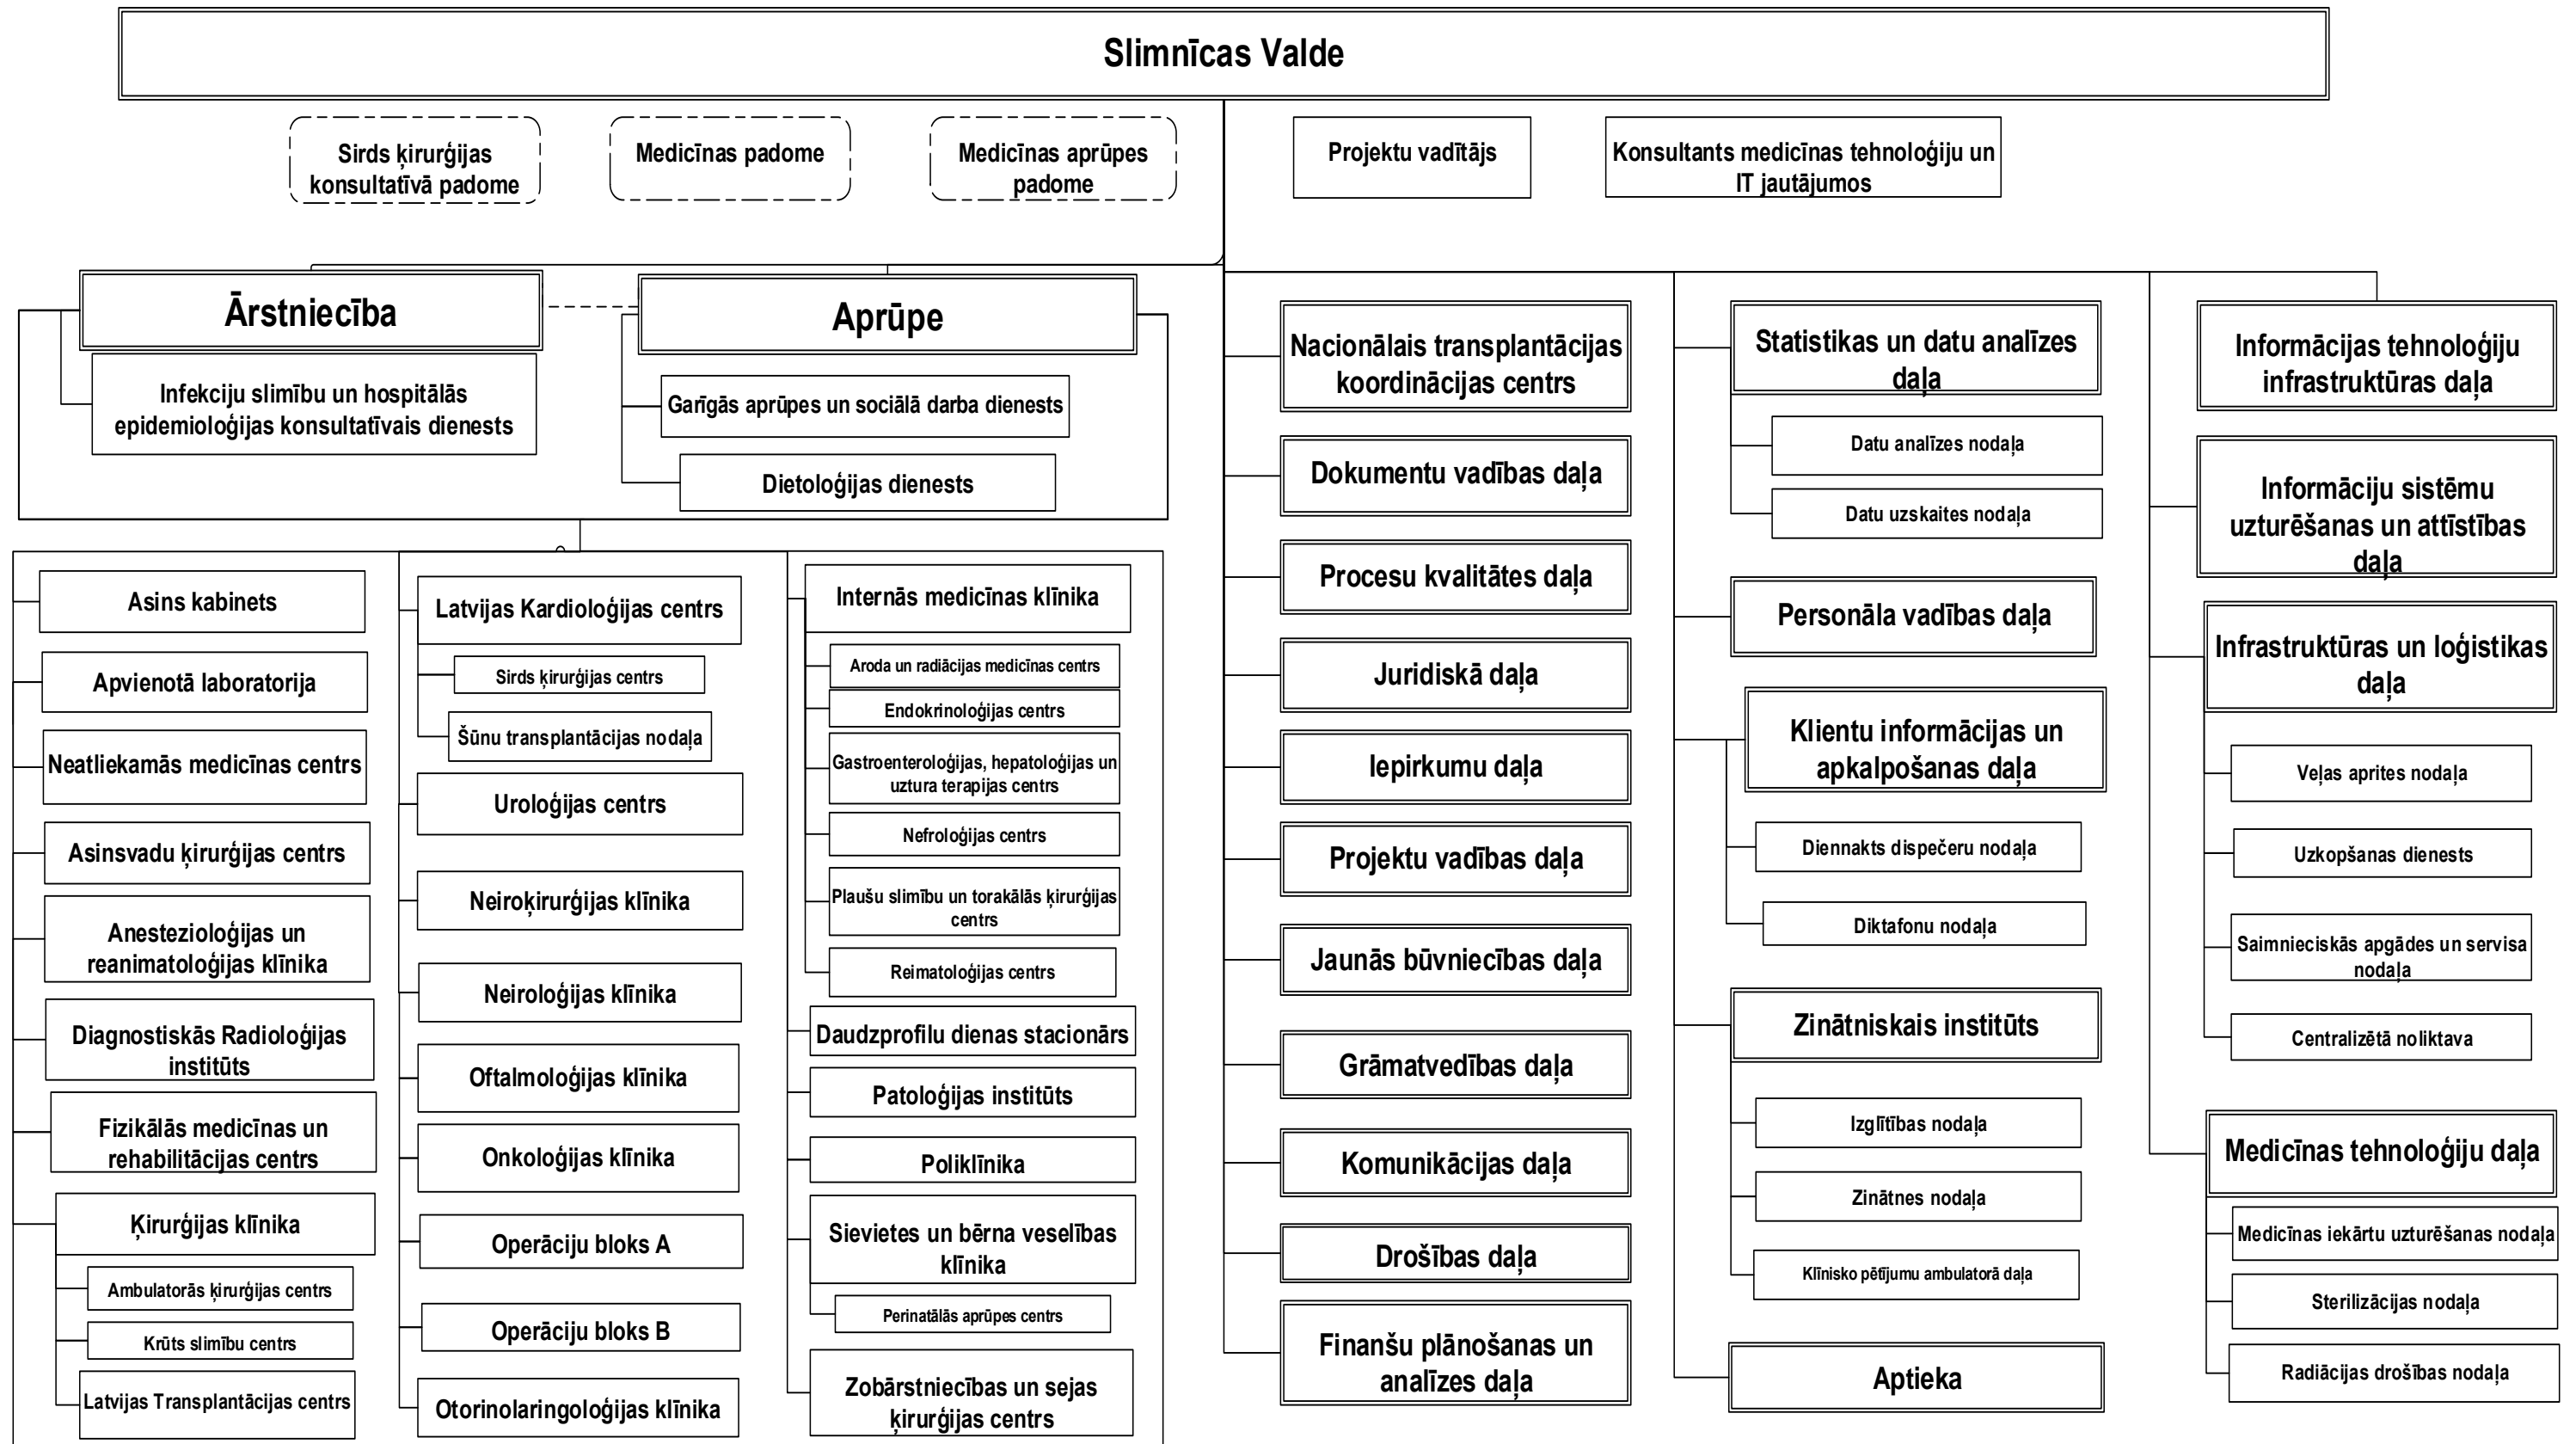 Slimnīcas Valde
Sirds ķirurģijas
konsultatīvā padome
Medicīnas padome
Medicīnas aprūpes
padome
Projektu vadītājs
Konsultants medicīnas tehnoloģiju un
IT jautājumos
Ārstniecība
Infekciju slimību un hospitālās
epidemioloģijas konsultatīvais dienests
Aprūpe
Garīgās aprūpes un sociālā darba dienests
Dietoloģijas dienests
Asins kabinets
Apvienotā laboratorija
Neatliekamās medicīnas centrs
Asinsvadu ķirurģijas centrs
Anestezioloģijas un
reanimatoloģijas klīnika
Diagnostiskās Radioloģijas
institūts
Fizikālās medicīnas un
rehabilitācijas centrs
Ķirurģijas klīnika
Ambulatorās ķirurģijas centrs
Krūts slimību centrs
Latvijas Transplantācijas centrs
Latvijas Kardioloģijas centrs
Sirds ķirurģijas centrs
Šūnu transplantācijas nodaļa
Uroloģijas centrs
Neiroķirurģijas klīnika
Neiroloģijas klīnika
Oftalmoloģijas klīnika
Onkoloģijas klīnika
Operāciju bloks A
Operāciju bloks B
Otorinolaringoloģijas klīnika
Internās medicīnas klīnika
Aroda un radiācijas medicīnas centrs
Endokrinoloģijas centrs
Gastroenteroloģijas, hepatoloģijas un
uztura terapijas centrs
Nefroloģijas centrs
Plaušu slimību un torakālās ķirurģijas
centrs
Reimatoloģijas centrs
Daudzprofilu dienas stacionārs
Patoloģijas institūts
Poliklīnika
Sievietes un bērna veselības
klīnika
Perinatālās aprūpes centrs
Zobārstniecības un sejas
ķirurģijas centrs
Nacionālais transplantācijas
koordinācijas centrs
Dokumentu vadības daļa
Procesu kvalitātes daļa
Juridiskā daļa
Iepirkumu daļa
Projektu vadības daļa
Jaunās būvniecības daļa
Grāmatvedības daļa
Komunikācijas daļa
Drošības daļa
Finanšu plānošanas un
analīzes daļa
Statistikas un datu analīzes
daļa
Datu analīzes nodaļa
Datu uzskaites nodaļa
Personāla vadības daļa
Klientu informācijas un
apkalpošanas daļa
Diennakts dispečeru nodaļa
Diktafonu nodaļa
Zinātniskais institūts
Izglītības nodaļa
Zinātnes nodaļa
Klīnisko pētījumu ambulatorā daļa
Aptieka
Informācijas tehnoloģiju
infrastruktūras daļa
Informāciju sistēmu
uzturēšanas un attīstības
daļa
Infrastruktūras un loģistikas
daļa
Veļas aprites nodaļa
Uzkopšanas dienests
Saimnieciskās apgādes un servisa
nodaļa
Centralizētā noliktava
Medicīnas tehnoloģiju daļa
Medicīnas iekārtu uzturēšanas nodaļa
Sterilizācijas nodaļa
Radiācijas drošības nodaļa